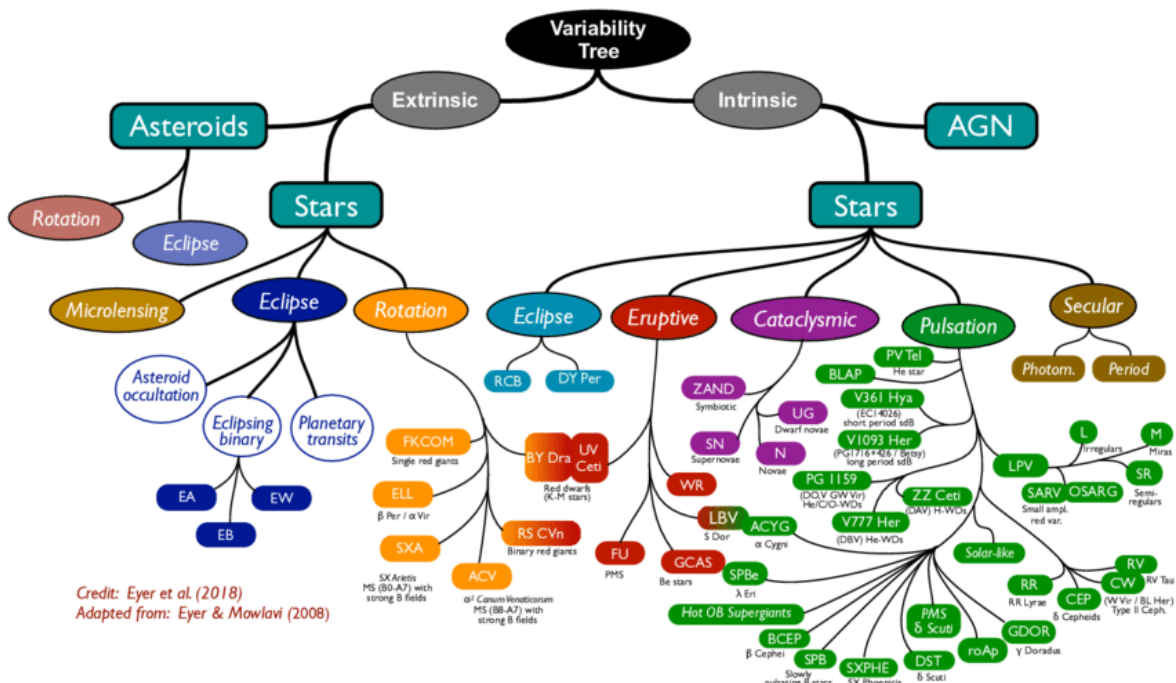 Variability
Tree
Extrinsic
Intrinsic
Asteroids
AGN
Stars
Stars
Rotation
Eclipse
Microlensing
Eclipse
Rotation
Eclipse
Eruptive
Cataclysmic
Pulsation
Secular
Asteroid
occultation
Eclipsing
binary
Planetary
transits
EA
EW
EB
FKCOM
Single red giants
ELL
β Per / α Vir
SXA
SX Arietis
MS (B0-A7) with
strong B fields
ACV
α² Canum Venaticorum
MS (B8-A7) with
strong B fields
BY Dra
UV
Ceti
Red dwarfs
(K-M stars)
RS CVn
Binary red giants
RCB
DY Per
WR
LBV
S Dor
FU
PMS
GCAS
Be stars
ZAND
Symbiotic
UG
Dwarf novae
SN
Supernovae
N
Novae
PV Tel
He star
BLAP
V361 Hya
(EC14026)
short period sdB
V1093 Her
(PG1716+426 / Betsy)
long period sdB
PG 1159
(DO,V GW Vir)
He/C/O-WDs
ZZ Ceti
(DAV) H-WDs
V777 Her
(DBV) He-WDs
ACYG
α Cygni
SPBe
λ Eri
Hot OB Supergiants
BCEP
β Cephei
SPB
Slowly
pulsating B stars
SXPHE
SX Phoenicis
DST
δ Scuti
PMS
δ Scuti
roAp
GDOR
γ Doradus
Solar-like
LPV
L
Irregulars
M
Miras
SR
Semi-
regulars
SARV
Small ampl.
red var.
OSARG
RR
RR Lyrae
CEP
δ Cepheids
RV
RV Tau
CW
(W Vir / BL Her)
Type II Ceph.
Photom.
Period
Credit: Eyer et al. (2018)
Adapted from: Eyer & Mowlavi (2008)